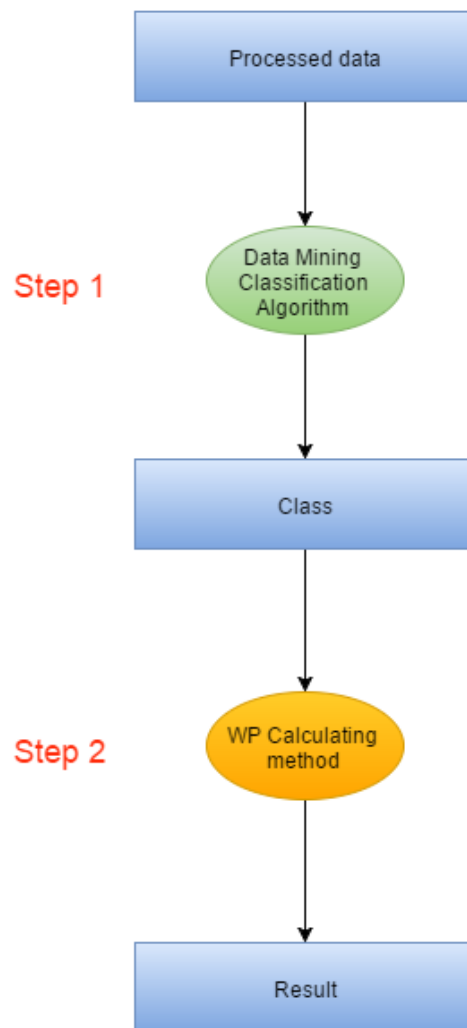 Processed data
Step 1
Data Mining
Classification
Algorithm
Class
Step 2
WP Calculating
method
Result